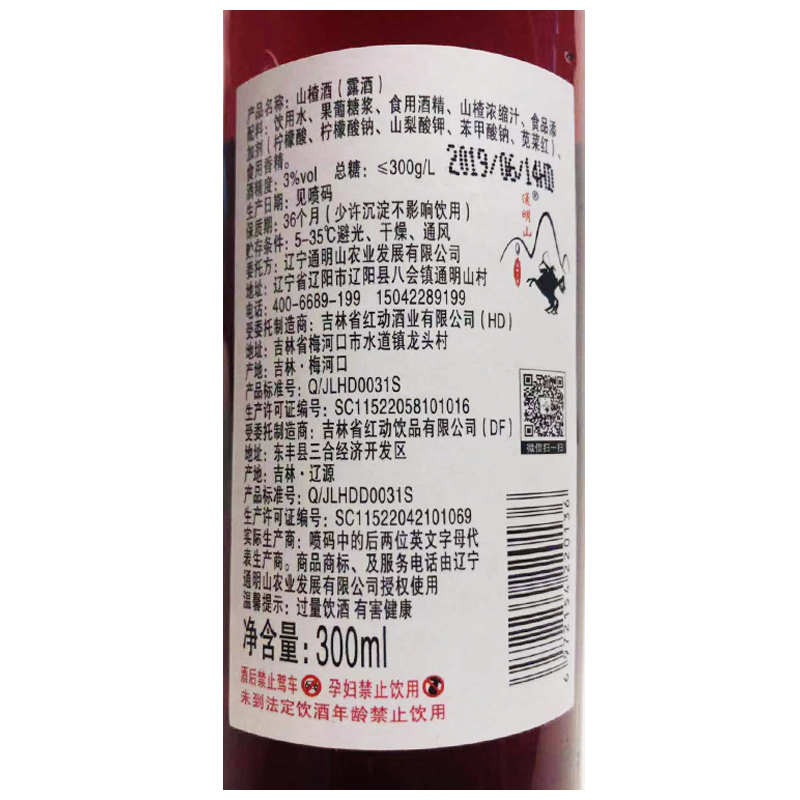 产品名称：山楂酒（露酒）
配料：饮用水、果葡糖浆、食用酒精、山楂浓缩汁、食品添
加剂（柠檬酸、柠檬酸钠、山梨酸钾、苯甲酸钠、苋菜红）、
食用香精。
酒精度：3%vol 总糖：≤300g/L
2019/06/14HD
生产日期：见喷码
保质期：36个月（少许沉淀不影响饮用）
贮存条件：5-35℃避光、干燥、通风
委托方：辽宁通明山农业发展有限公司
地址：辽宁省辽阳市辽阳县八会镇通明山村
电话：400-6689-199 15042289199
受委托制造商：吉林省红动酒业有限公司（HD）
地址：吉林省梅河口市水道镇龙头村
产地：吉林·梅河口
产品标准号：Q/JLHD0031S
生产许可证编号：SC11522058101016
受委托制造商：吉林省红动饮品有限公司（DF）
地址：东丰县三合经济开发区
产地：吉林·辽源
产品标准号：Q/JLHDD0031S
生产许可证编号：SC11522042101069
实际生产商：喷码中的后两位英文字母代
表生产商。商品商标、及服务电话由辽宁
通明山农业发展有限公司授权使用
温馨提示：过量饮酒 有害健康
净含量：300ml
酒后禁止驾车 孕妇禁止饮用
未到法定饮酒年龄禁止饮用
通明山®
微信扫一扫
6972154220136